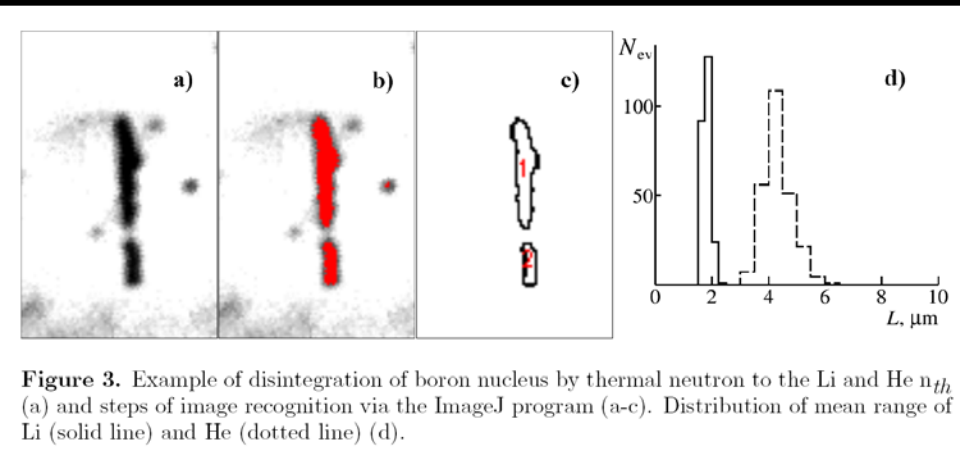 a)
b)
c)
1
2
d)
N ev
100
50
0 2 4 6 8 10
L, μm
Figure 3. Example of disintegration of boron nucleus by thermal neutron to the Li and He n_th
(a) and steps of image recognition via the ImageJ program (a-c). Distribution of mean range of
Li (solid line) and He (dotted line) (d).